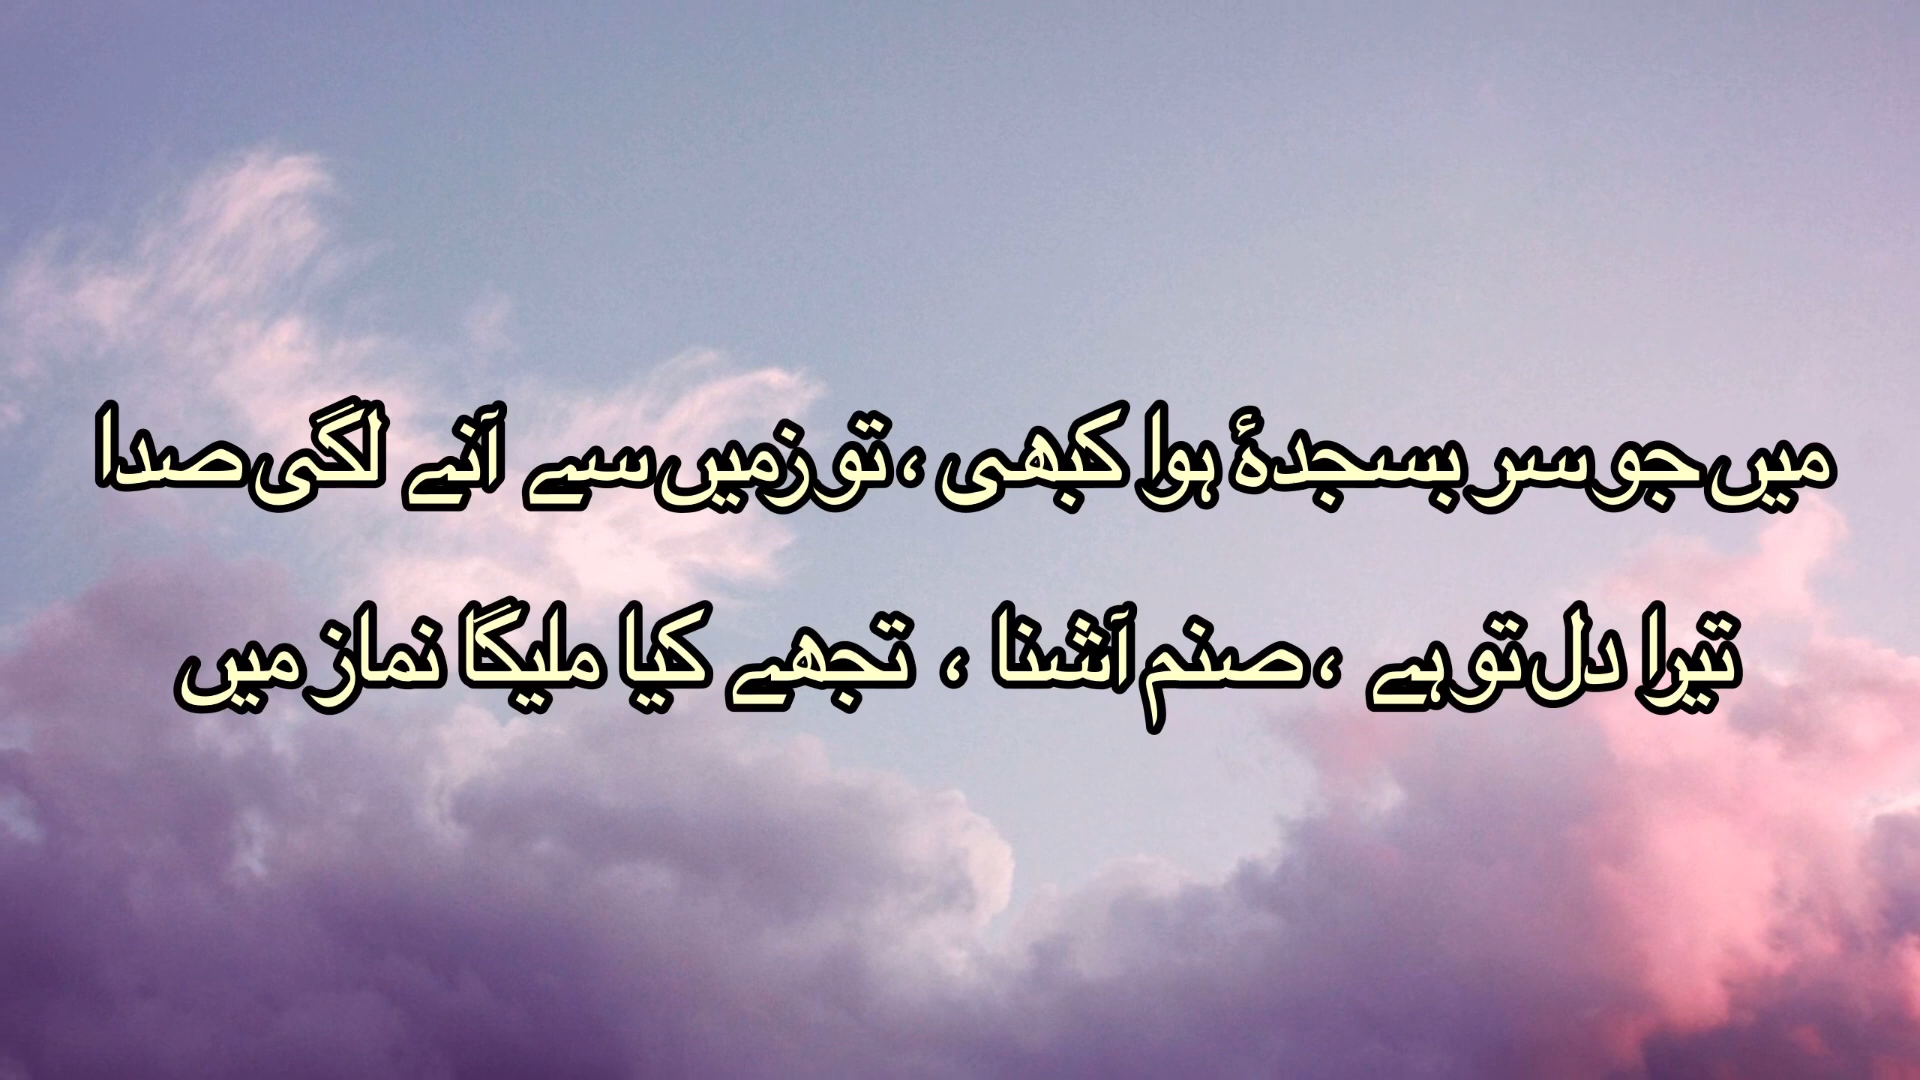 میں جو سر بسجدۂ ہوا کبھی ، تو زمیں سے آنے لگی صدا
تیرا دل تو ہے ، صنم آشنا ، تجھے کیا ملیگا نماز میں